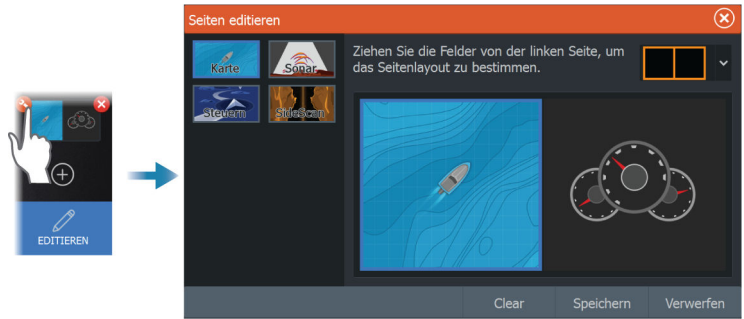 EDITIEREN
Seiten editieren
Karte
Sonar
Steuern
SideScan
Ziehen Sie die Felder von der linken Seite, um
das Seitenlayout zu bestimmen.
Clear
Speichern
Verwerfen